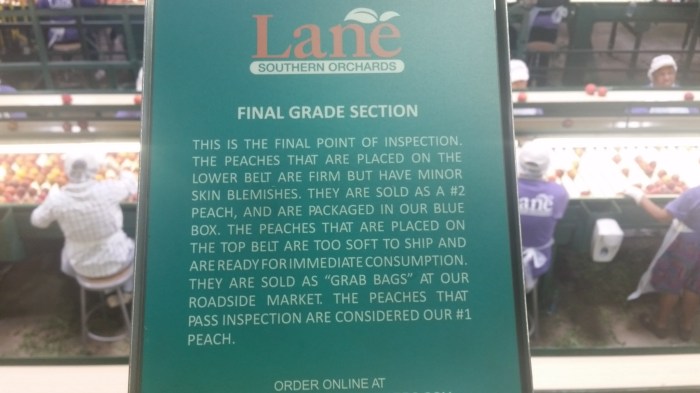 Lane
SOUTHERN ORCHARDS
FINAL GRADE SECTION
THIS IS THE FINAL POINT OF INSPECTION.
THE PEACHES THAT ARE PLACED ON THE
LOWER BELT ARE FIRM BUT HAVE MINOR
SKIN BLEMISHES. THEY ARE SOLD AS A #2
PEACH, AND ARE PACKAGED IN OUR BLUE
BOX. THE PEACHES THAT ARE PLACED ON
THE TOP BELT ARE TOO SOFT TO SHIP AND
ARE READY FOR IMMEDIATE CONSUMPTION.
THEY ARE SOLD AS “GRAB BAGS” AT OUR
ROADSIDE MARKET. THE PEACHES THAT
PASS INSPECTION ARE CONSIDERED OUR #1
PEACH.
ORDER ONLINE AT